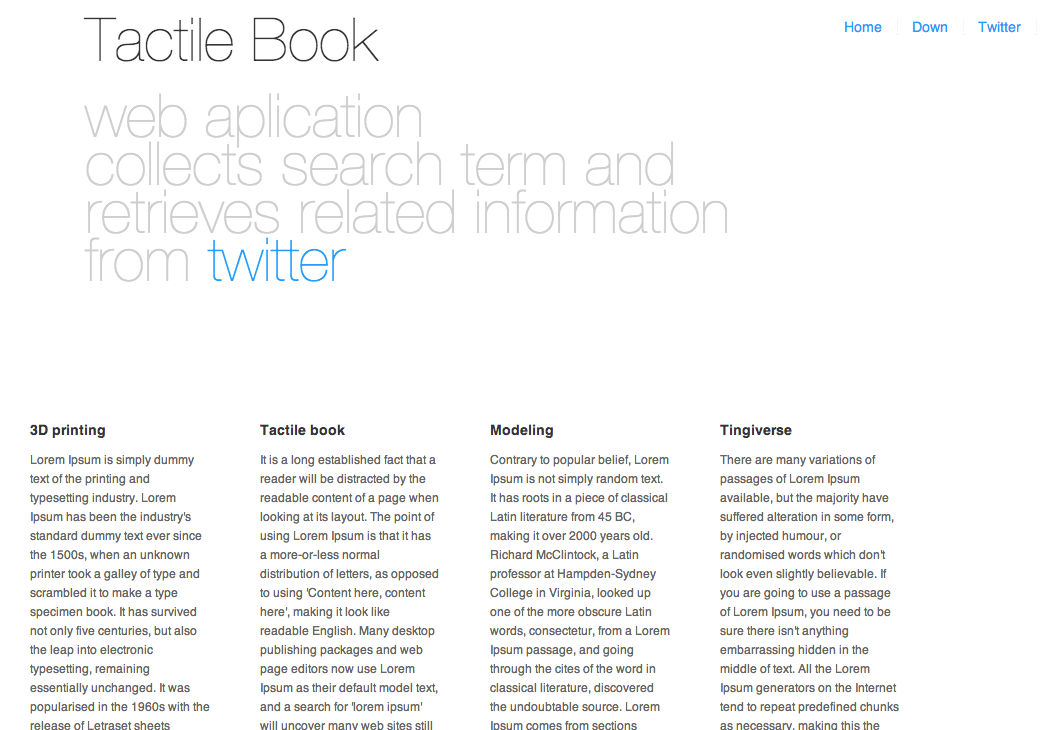 Tactile Book
Home
Down
Twitter
web aplication
collects search term and
retrieves related information
from twitter
3D printing
Lorem Ipsum is simply dummy
text of the printing and
typesetting industry. Lorem
Ipsum has been the industry's
standard dummy text ever since
the 1500s, when an unknown
printer took a galley of type and
scrambled it to make a type
specimen book. It has survived
not only five centuries, but also
the leap into electronic
typesetting, remaining
essentially unchanged. It was
popularised in the 1960s with the
release of Letraset sheets
Tactile book
It is a long established fact that a
reader will be distracted by the
readable content of a page when
looking at its layout. The point of
using Lorem Ipsum is that it has
a more-or-less normal
distribution of letters, as opposed
to using 'Content here, content
here', making it look like
readable English. Many desktop
publishing packages and web
page editors now use Lorem
Ipsum as their default model text,
and a search for 'lorem ipsum'
will uncover many web sites still
Modeling
Contrary to popular belief, Lorem
Ipsum is not simply random text.
It has roots in a piece of classical
Latin literature from 45 BC,
making it over 2000 years old.
Richard McClintock, a Latin
professor at Hampden-Sydney
College in Virginia, looked up
one of the more obscure Latin
words, consectetur, from a Lorem
Ipsum passage, and going
through the cites of the word in
classical literature, discovered
the undoubtable source. Lorem
Ipsum comes from sections
Tingiverse
There are many variations of
passages of Lorem Ipsum
available, but the majority have
suffered alteration in some form,
by injected humour, or
randomised words which don't
look even slightly believable. If
you are going to use a passage
of Lorem Ipsum, you need to be
sure there isn't anything
embarrassing hidden in the
middle of text. All the Lorem
Ipsum generators on the Internet
tend to repeat predefined chunks
as necessary, making this the